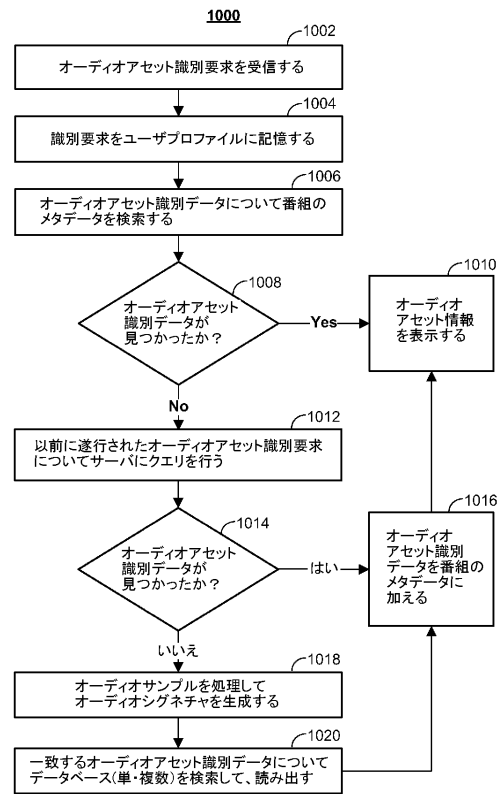 1000
1002
オーディオアセット識別要求を受信する
1004
識別要求をユーザプロファイルに記憶する
1006
オーディオアセット識別データについて番組の
メタデータを検索する
1008
オーディオアセット
識別データが
見つかったか？
Yes
1010
オーディオ
アセット情報
を表示する
No
1012
以前に遂行されたオーディオアセット識別要求
についてサーバにクエリを行う
1014
オーディオアセット
識別データが
見つかったか？
はい
1016
オーディオ
アセット識別
データを番組の
メタデータに
加える
いいえ
1018
オーディオサンプルを処理して
オーディオシグネチャを生成する
1020
一致するオーディオアセット識別データについて
データベース(単・複数)を検索して、読み出す